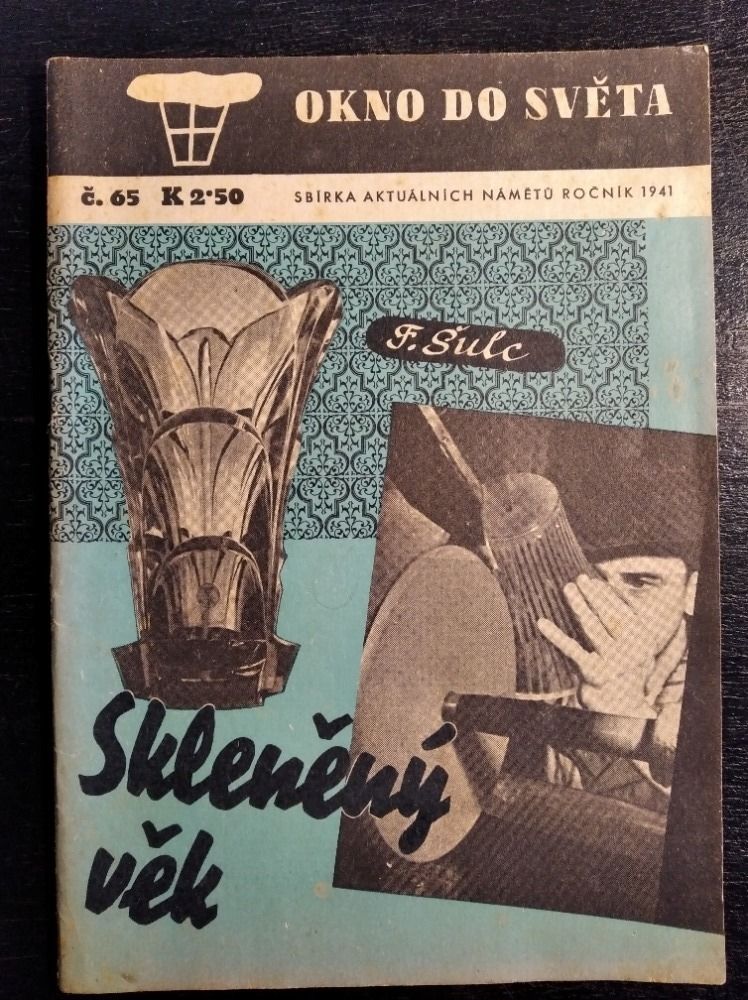 OKNO DO SVĚTA
č. 65 K 2·50
SBÍRKA AKTUÁLNÍCH NÁMĚTŮ ROČNÍK 1941
F. Šulc
Skleněný
věk